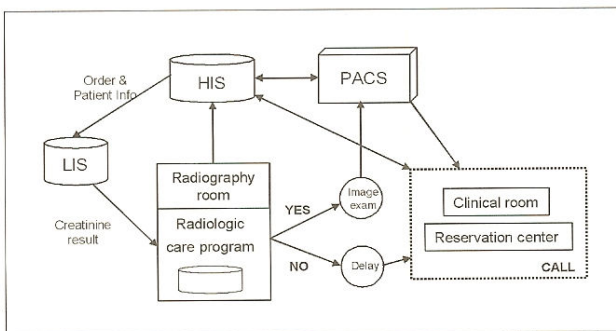 Order &
Patient Info
HIS
PACS
LIS
Creatinine
result
Radiography
room
Radiologic
care program
YES
Image
exam
NO
Delay
Clinical room
Reservation center
CALL